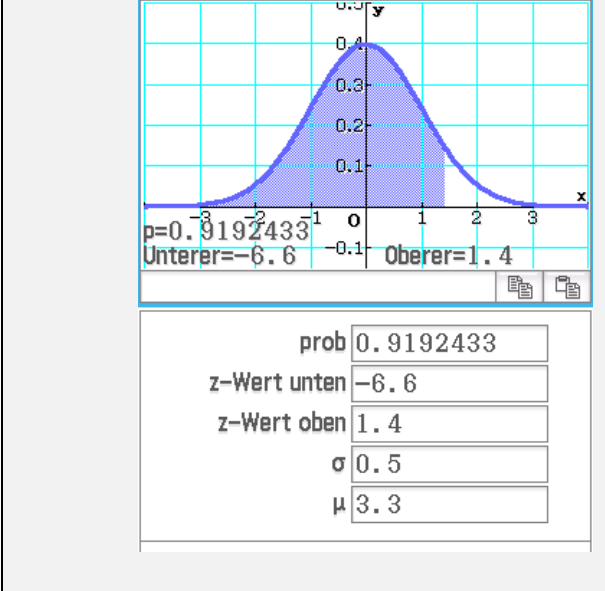 0.5 y
0.4
0.3
0.2
0.1
x
-3 -2 -1 O 1 2 3
p=0.9192433
-0.1
Unterer=-6.6 Oberer=1.4
prob 0.9192433
z-Wert unten -6.6
z-Wert oben 1.4
σ 0.5
μ 3.3